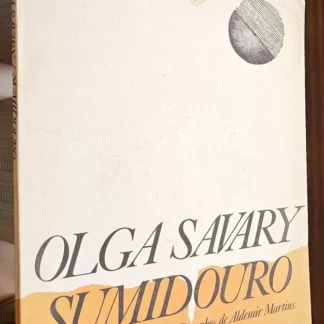 OLGA SAVARY
SUMIDOURO
de Aldemir Martins